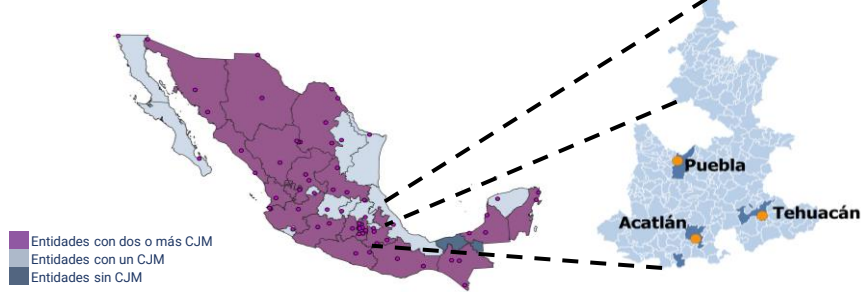 Puebla
Acatlán
Tehuacán
Entidades con dos o más CJM
Entidades con un CJM
Entidades sin CJM